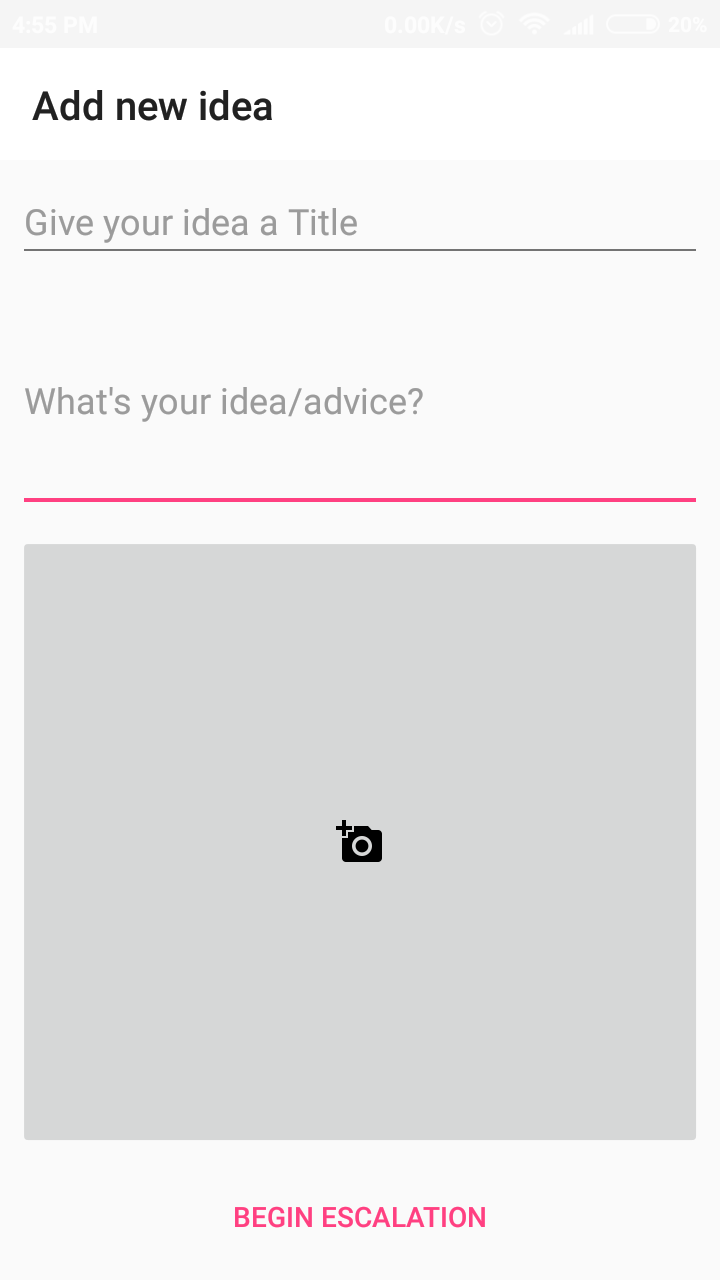 4:55 PM 0.00K/s 20%
Add new idea
Give your idea a Title
What's your idea/advice?
BEGIN ESCALATION